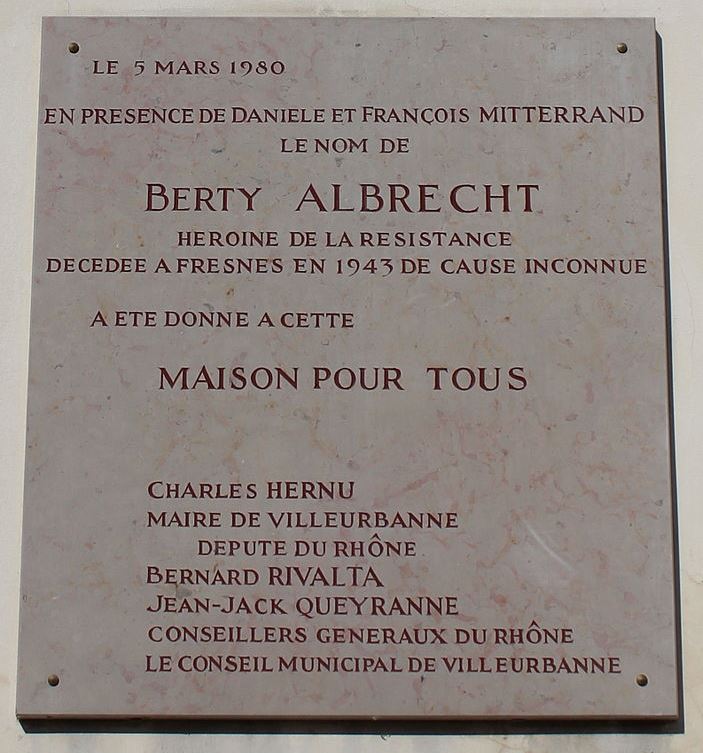 LE 5 MARS 1980
EN PRESENCE DE DANIELE ET FRANÇOIS MITTERRAND
LE NOM DE
BERTY ALBRECHT
HEROINE DE LA RESISTANCE
DECEDEE A FRESNES EN 1943 DE CAUSE INCONNUE
A ETE DONNE A CETTE
MAISON POUR TOUS
CHARLES HERNU
MAIRE DE VILLEURBANNE
DEPUTE DU RHÔNE
BERNARD RIVALTA
JEAN-JACK QUEYRANNE
CONSEILLERS GENERAUX DU RHÔNE
LE CONSEIL MUNICIPAL DE VILLEURBANNE